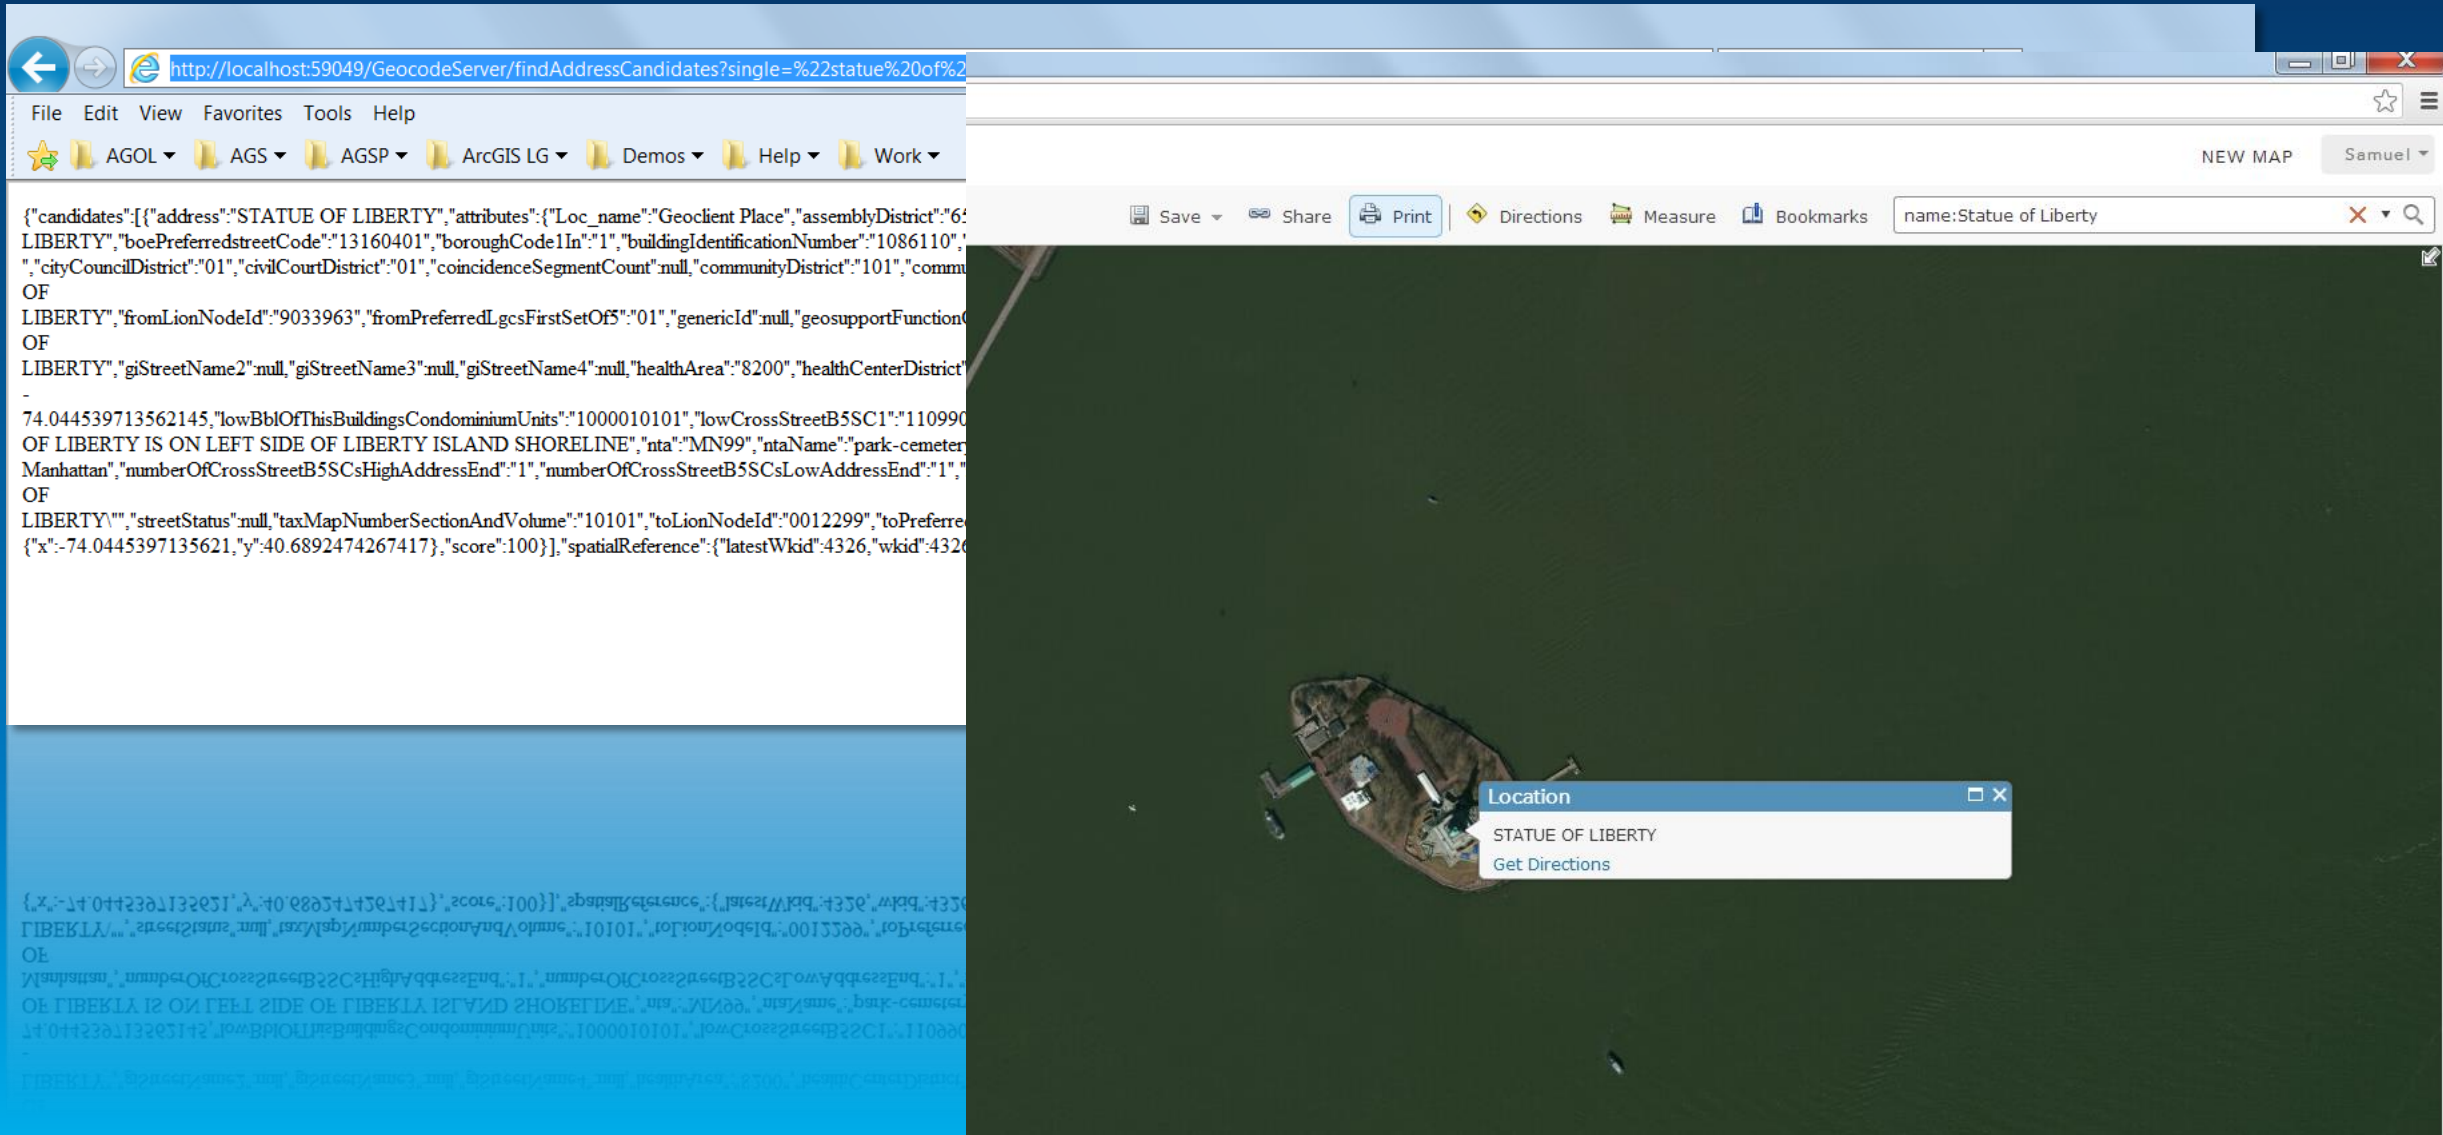 http://localhost:59049/GeocodeServer/findAddressCandidates?single=%22statue%20of%2
File Edit View Favorites Tools Help
AGOL AGS AGSP ArcGIS LG Demos Help Work
{"candidates":[{"address":"STATUE OF LIBERTY","attributes":{"Loc_name":"Geoclient Place","assemblyDistrict":"65
LIBERTY","boePreferredstreetCode":"13160401","boroughCode1In":"1","buildingIdentificationNumber":"1086110","
","cityCouncilDistrict":"01","civilCourtDistrict":"01","coincidenceSegmentCount":null,"communityDistrict":"101","commu
OF
LIBERTY","fromLionNodeId":"9033963","fromPreferredLgcsFirstSetOf5":"01","genericId":null,"geosupportFunctionC
OF
LIBERTY","giStreetName2":null,"giStreetName3":null,"giStreetName4":null,"healthArea":"8200","healthCenterDistrict"
-
74.044539713562145,"lowBblOfThisBuildingsCondominiumUnits":"1000010101","lowCrossStreetB5SC1":"110990
OF LIBERTY IS ON LEFT SIDE OF LIBERTY ISLAND SHORELINE","nta":"MN99","ntaName":"park-cemetery
Manhattan","numberOfCrossStreetB5SCsHighAddressEnd":"1","numberOfCrossStreetB5SCsLowAddressEnd":"1","
OF
LIBERTY\"","streetStatus":null,"taxMapNumberSectionAndVolume":"10101","toLionNodeId":"0012299","toPreferre
{"x":-74.0445397135621,"y":40.6892474267417},"score":100}],"spatialReference":{"latestWkid":4326,"wkid":4326
NEW MAP Samuel
Save Share Print Directions Measure Bookmarks name:Statue of Liberty
Location
STATUE OF LIBERTY
Get Directions